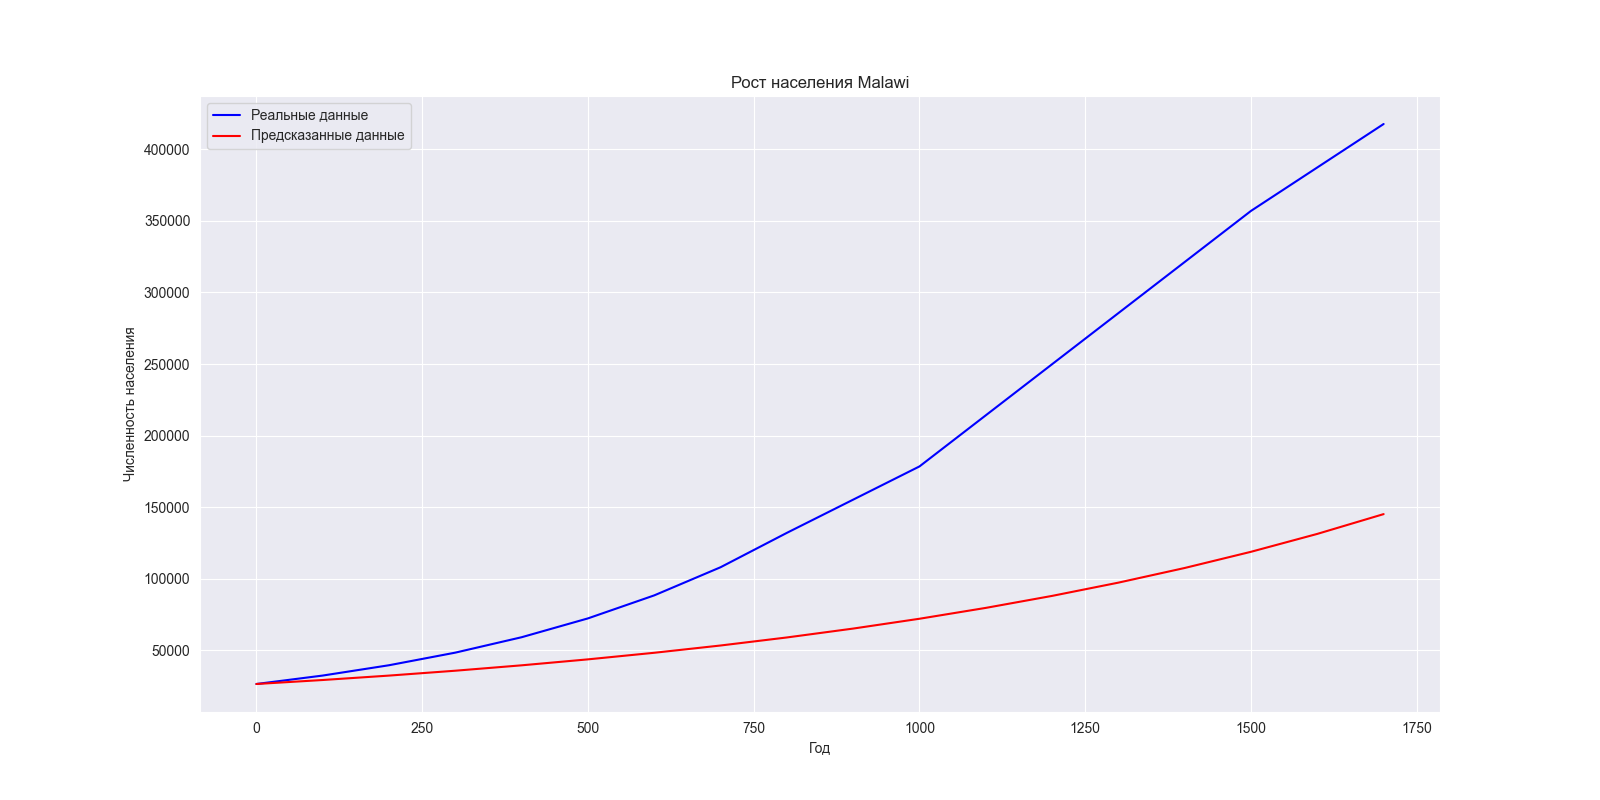 Рост населения Malawi
Реальные данные
Предсказанные данные
400000
350000
300000
250000
200000
150000
100000
50000
Численность населения
0 250 500 750 1000 1250 1500 1750
Год